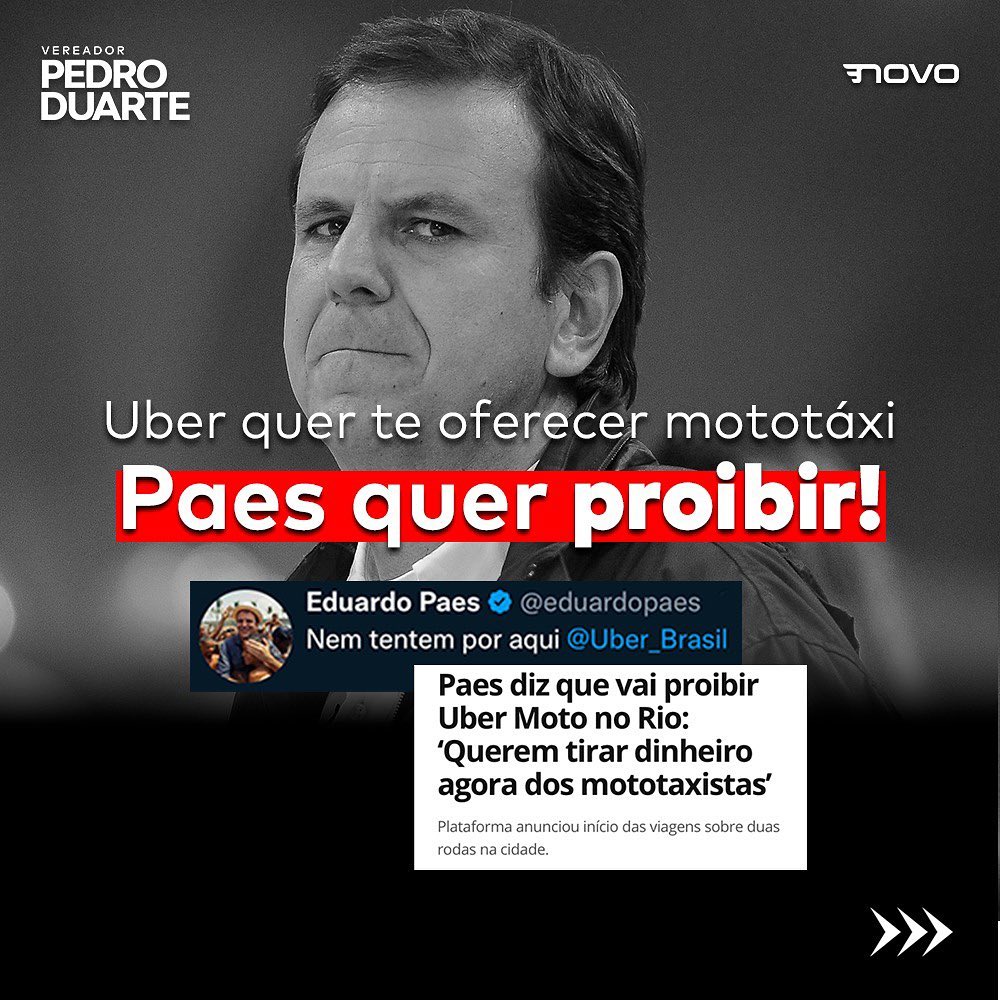 VEREADOR
PEDRO
DUARTE
NOVO
Uber quer te oferecer mototáxi
Paes quer proibir!
Eduardo Paes @eduardopaes
Nem tentem por aqui @Uber_Brasil
Paes diz que vai proibir
Uber Moto no Rio:
‘Querem tirar dinheiro
agora dos mototaxistas’
Plataforma anunciou início das viagens sobre duas
rodas na cidade.